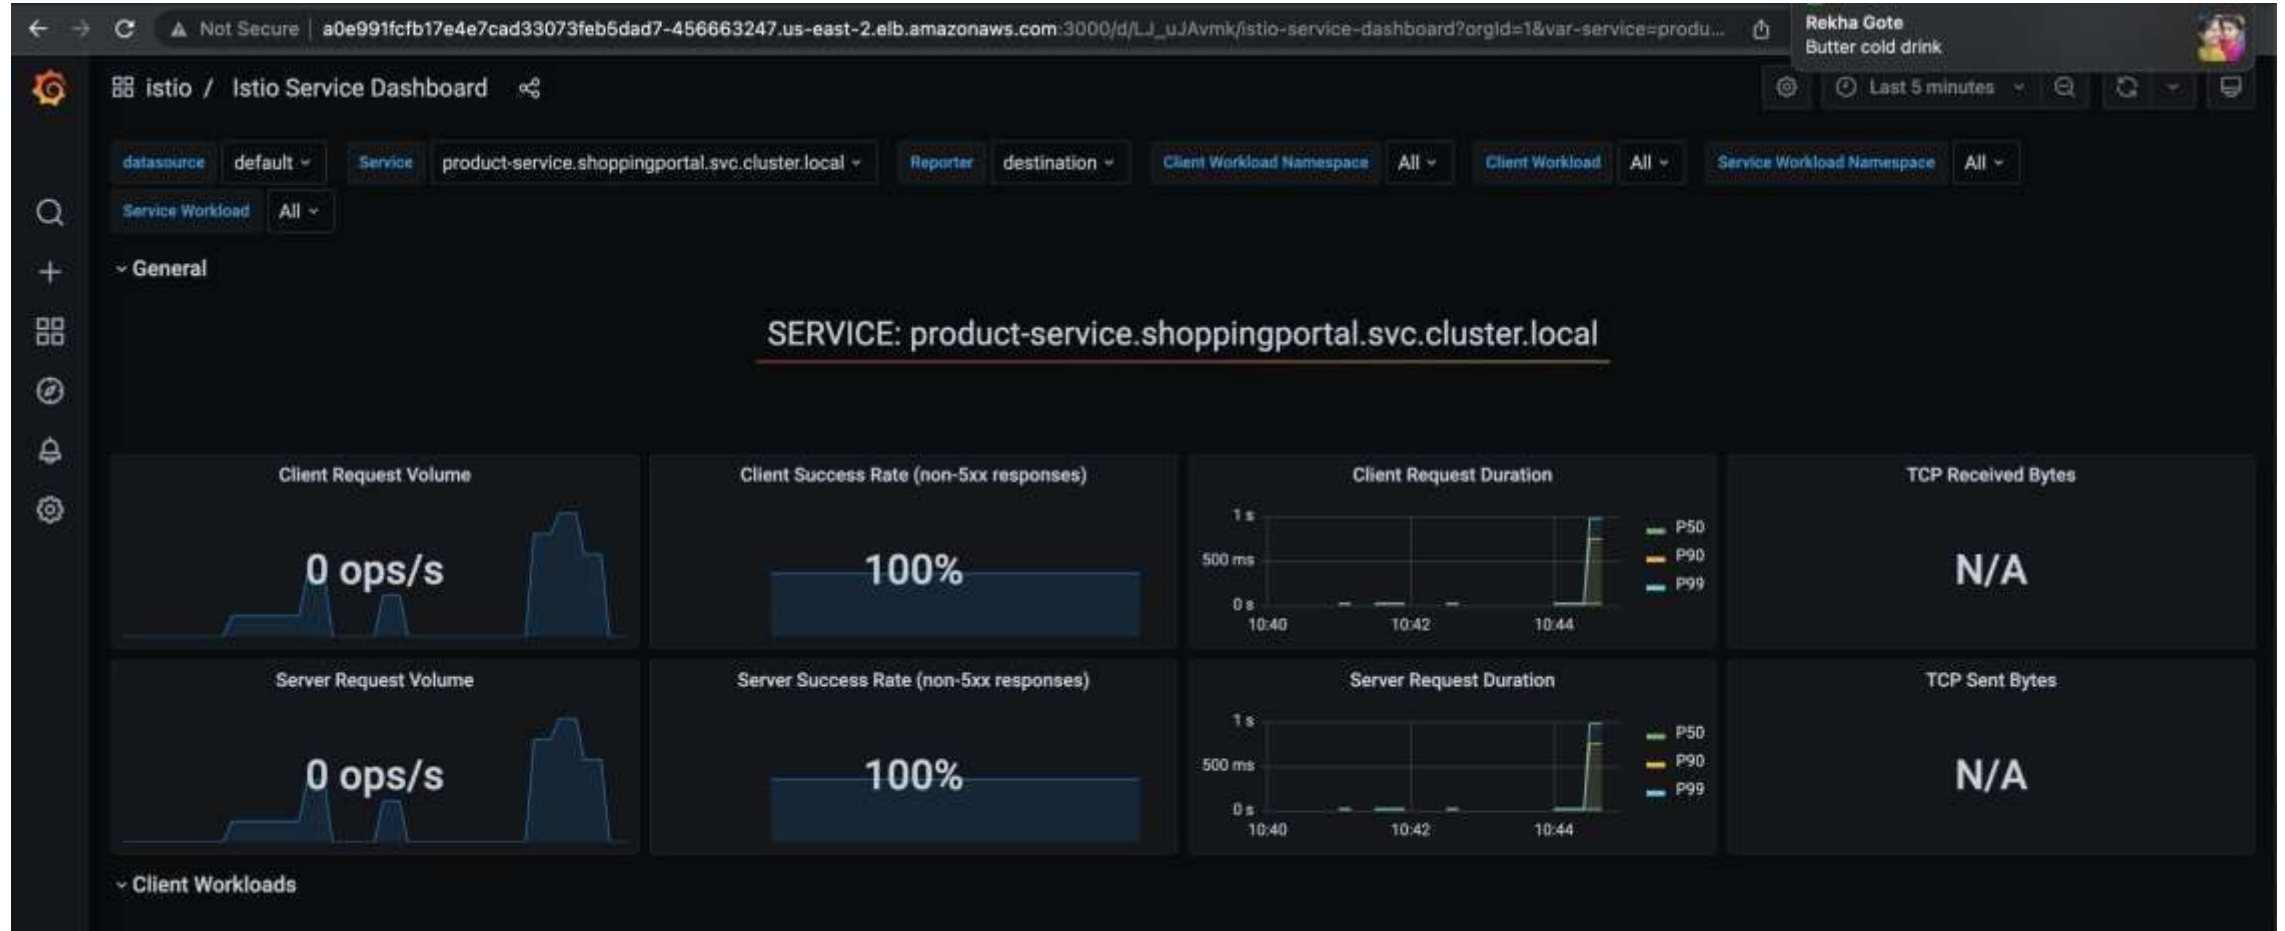 Not Secure | a0e991fcfb17e4e7cad33073feb5dad7-456663247.us-east-2.elb.amazonaws.com:3000/d/LJ_uJAvmk/istio-service-dashboard?orgId=1&var-service=produ...
Rekha Gote
Butter cold drink
istio / Istio Service Dashboard
Last 5 minutes
datasource default Service product-service.shoppingportal.svc.cluster.local Reporter destination Client Workload Namespace All Client Workload All Service Workload Namespace All
Service Workload All
General
SERVICE: product-service.shoppingportal.svc.cluster.local
Client Request Volume
0 ops/s
Client Success Rate (non-5xx responses)
100%
Client Request Duration
1 s
500 ms
0 s
10:40 10:42 10:44
P50
P90
P99
TCP Received Bytes
N/A
Server Request Volume
0 ops/s
Server Success Rate (non-5xx responses)
100%
Server Request Duration
1 s
500 ms
0 s
10:40 10:42 10:44
P50
P90
P99
TCP Sent Bytes
N/A
Client Workloads